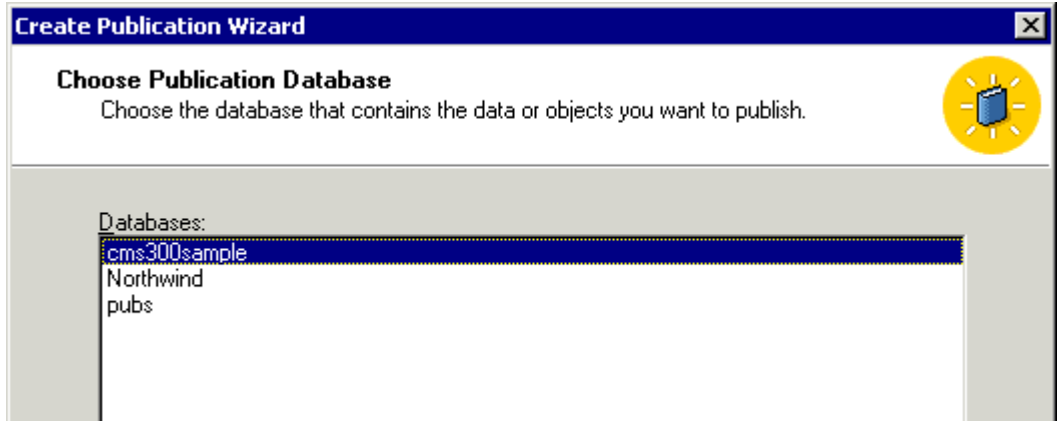 Create Publication Wizard
Choose Publication Database
Choose the database that contains the data or objects you want to publish.
Databases:
cms300sample
Northwind
pubs